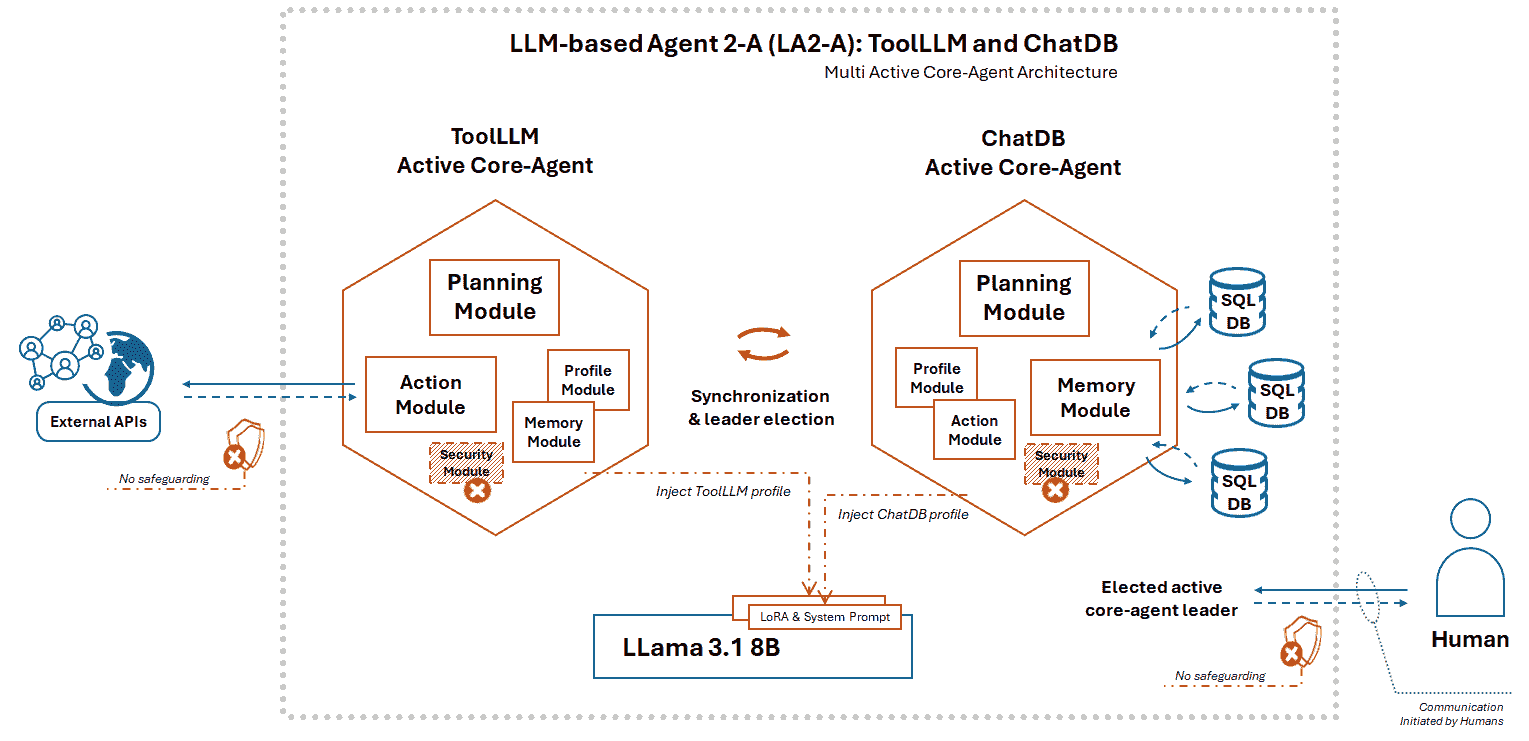 LLM-based Agent 2-A (LA2-A): ToolLLM and ChatDB
Multi Active Core-Agent Architecture
ToolLLM
Active Core-Agent
ChatDB
Active Core-Agent
Planning
Module
Action
Module
Profile
Module
Memory
Module
Security
Module
Synchronization
& leader election
Planning
Module
Profile
Module
Action
Module
Memory
Module
Security
Module
SQL
DB
SQL
DB
SQL
DB
External APIs
No safeguarding
Inject ToolLLM profile
Inject ChatDB profile
LoRA & System Prompt
LLama 3.1 8B
Elected active
core-agent leader
No safeguarding
Human
Communication
Initiated by Humans